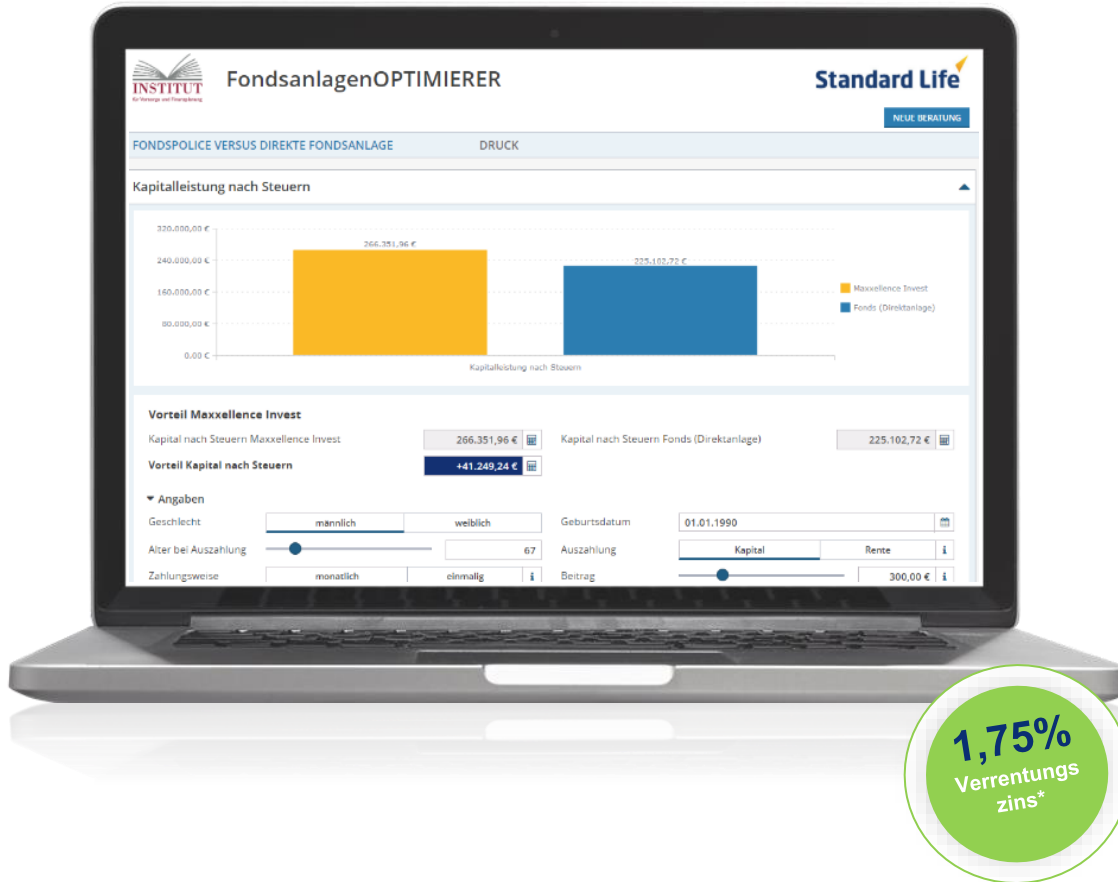 INSTITUT
für Vorsorge und Finanzplanung
FondsanlagenOPTIMIERER
Standard Life
NEUE BERATUNG
FONDSPOLICE VERSUS DIREKTE FONDSANLAGE DRUCK
Kapitalleistung nach Steuern
320.000,00 €
240.000,00 €
160.000,00 €
80.000,00 €
0,00 €
266.351,96 €
225.102,72 €
Kapitalleistung nach Steuern
Maxxellence Invest
Fonds (Direktanlage)
Vorteil Maxxellence Invest
Kapital nach Steuern Maxxellence Invest 266.351,96 € Kapital nach Steuern Fonds (Direktanlage) 225.102,72 €
Vorteil Kapital nach Steuern +41.249,24 €
Angaben
Geschlecht männlich weiblich Geburtsdatum 01.01.1990
Alter bei Auszahlung 67 Auszahlung Kapital Rente i
Zahlungsweise monatlich einmalig i Beitrag 300,00 € i
1,75%
Verrentungs
zins*